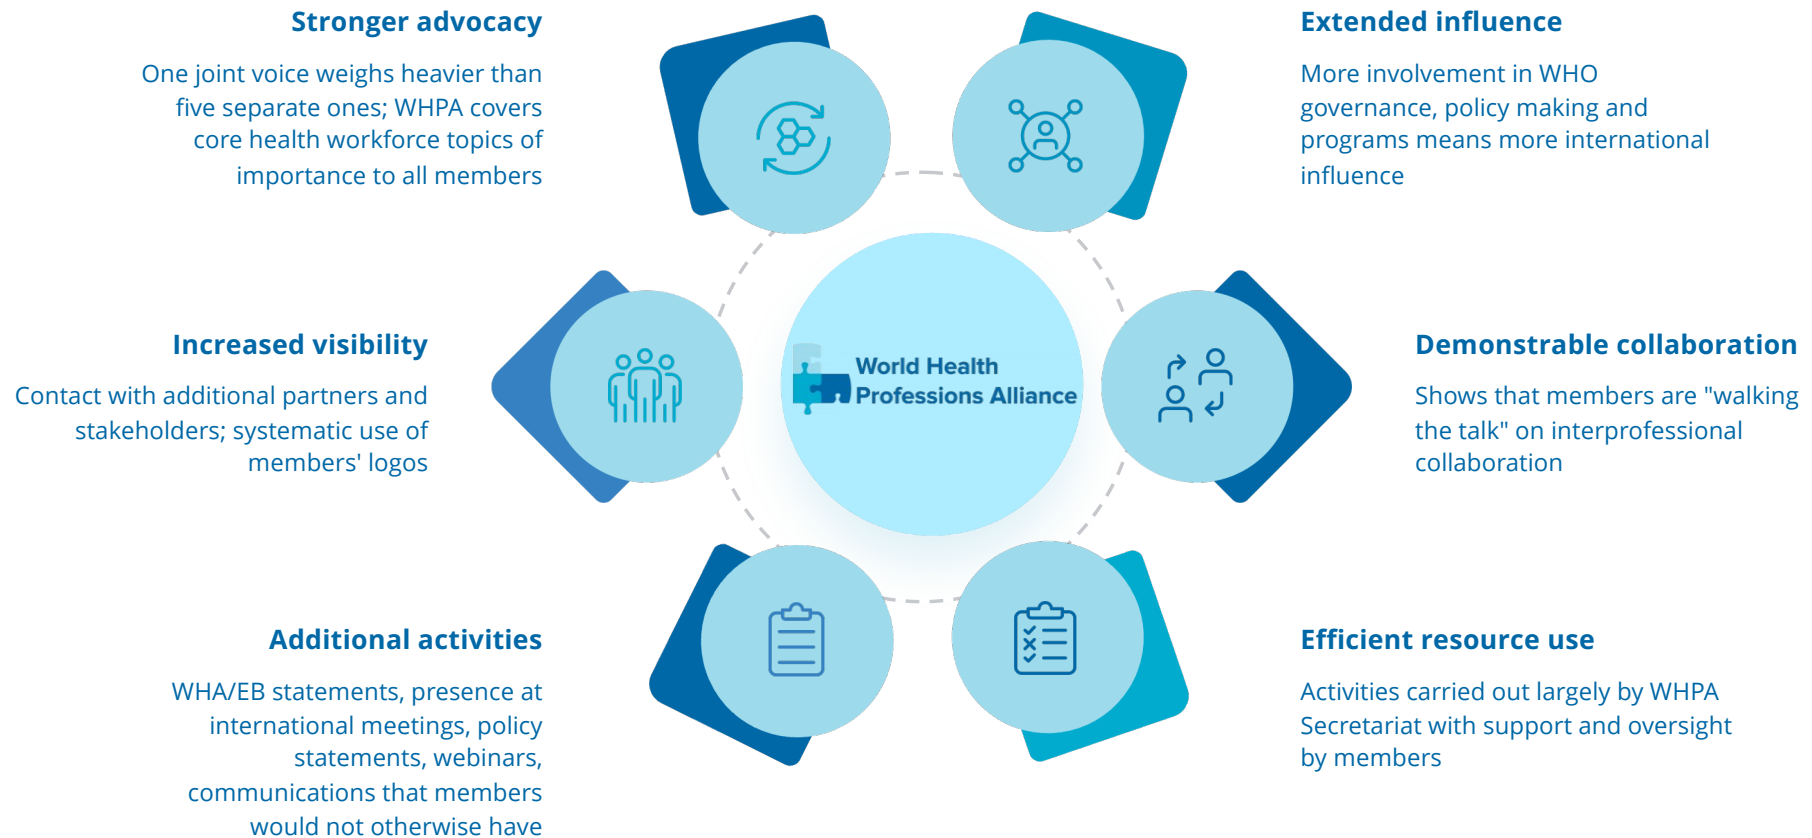 Stronger advocacy
One joint voice weighs heavier than
five separate ones; WHPA covers
core health workforce topics of
importance to all members
Extended influence
More involvement in WHO
governance, policy making and
programs means more international
influence
Increased visibility
Contact with additional partners and
stakeholders; systematic use of
members' logos
World Health
Professions Alliance
Demonstrable collaboration
Shows that members are "walking
the talk" on interprofessional
collaboration
Additional activities
WHA/EB statements, presence at
international meetings, policy
statements, webinars,
communications that members
would not otherwise have
Efficient resource use
Activities carried out largely by WHPA
Secretariat with support and oversight
by members